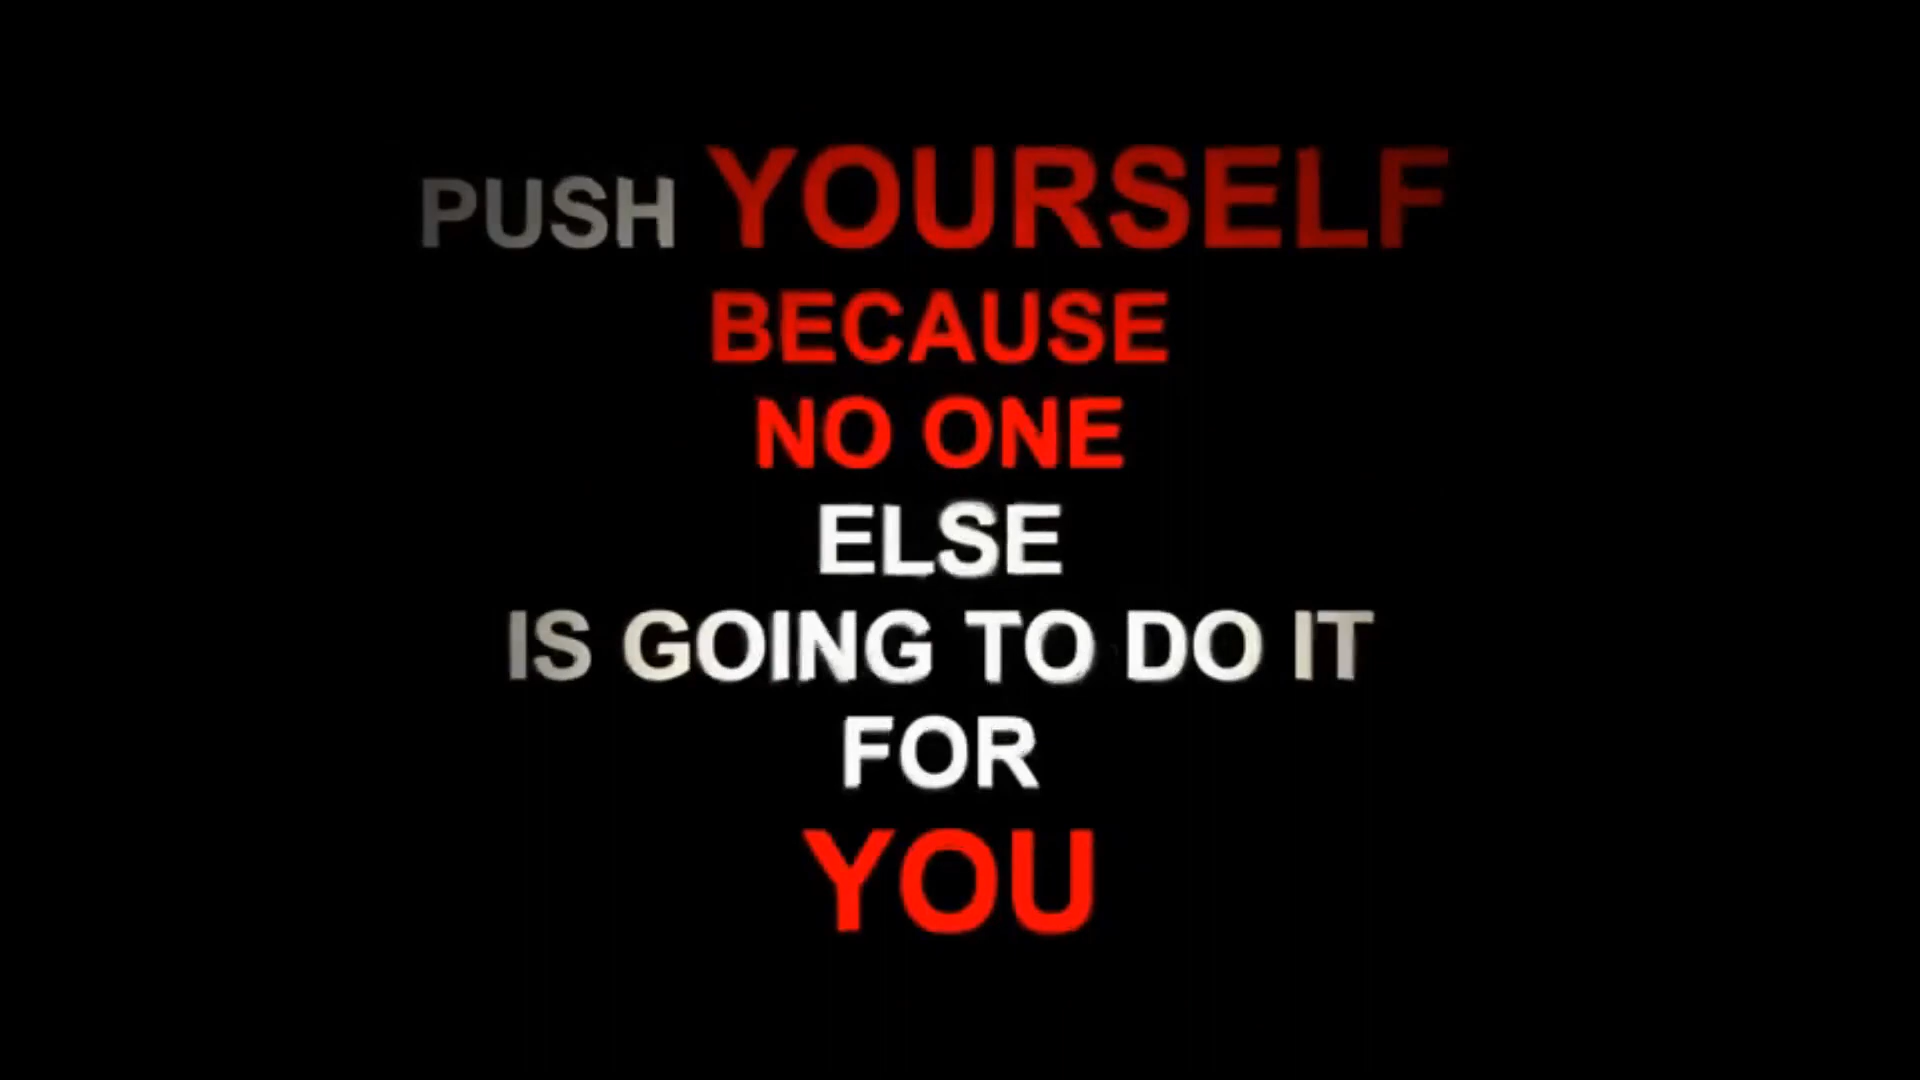 PUSH YOURSELF
BECAUSE
NO ONE
ELSE
IS GOING TO DO IT
FOR
YOU